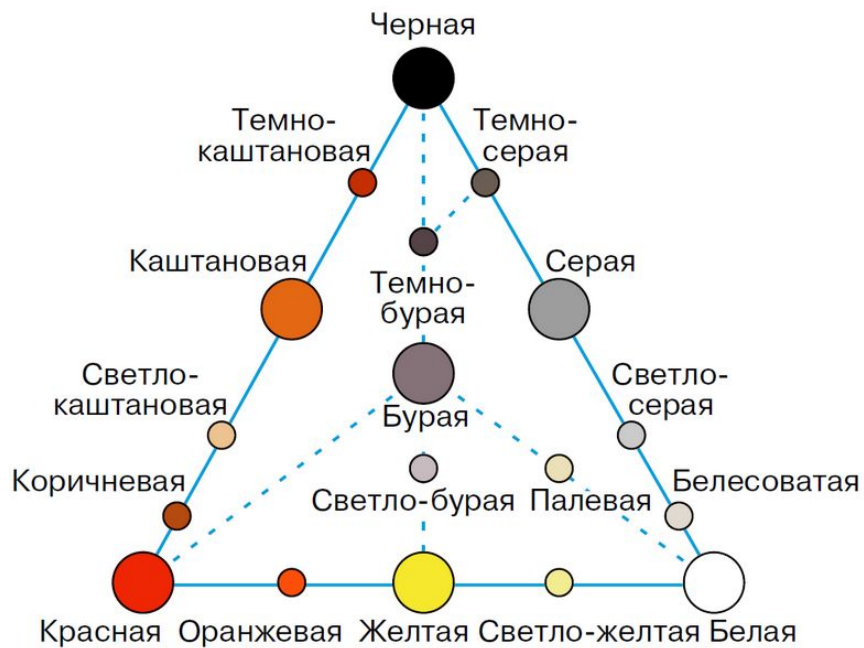 Черная
Темно-
каштановая
Темно-
серая
Каштановая
Темно-
бурая
Серая
Светло-
каштановая
Бурая
Светло-
серая
Коричневая
Светло-бурая
Палевая
Белесоватая
Красная
Оранжевая
Желтая
Светло-желтая
Белая